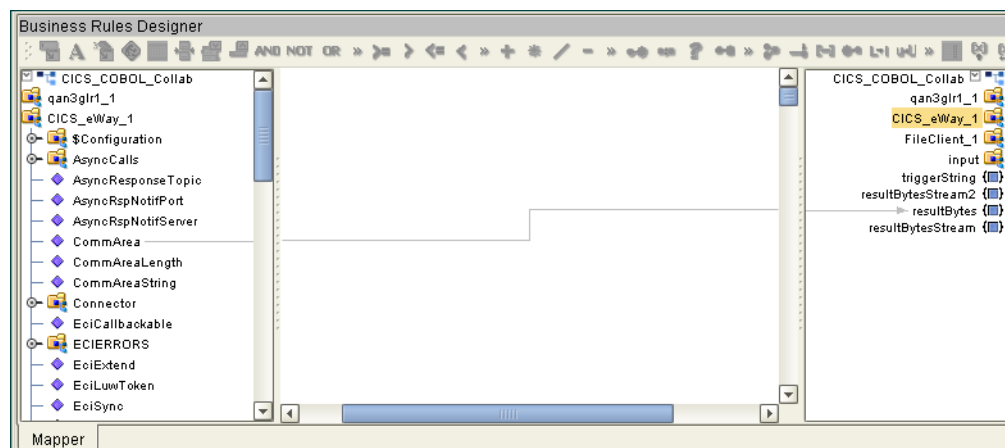 Business Rules Designer
A AND NOT OR » >= > <= < » + * / - » = ? » »
CICS_COBOL_Collab
qan3glr1_1
CICS_eWay_1
$Configuration
AsyncCalls
AsyncResponseTopic
AsyncRspNotifPort
AsyncRspNotifServer
CommArea
CommAreaLength
CommAreaString
Connector
EciCallbackable
ECIERRORS
EciExtend
EciLuwToken
EciSync
CICS_COBOL_Collab
qan3glr1_1
CICS_eWay_1
FileClient_1
input
triggerString
resultBytesStream2
resultBytes
resultBytesStream
Mapper